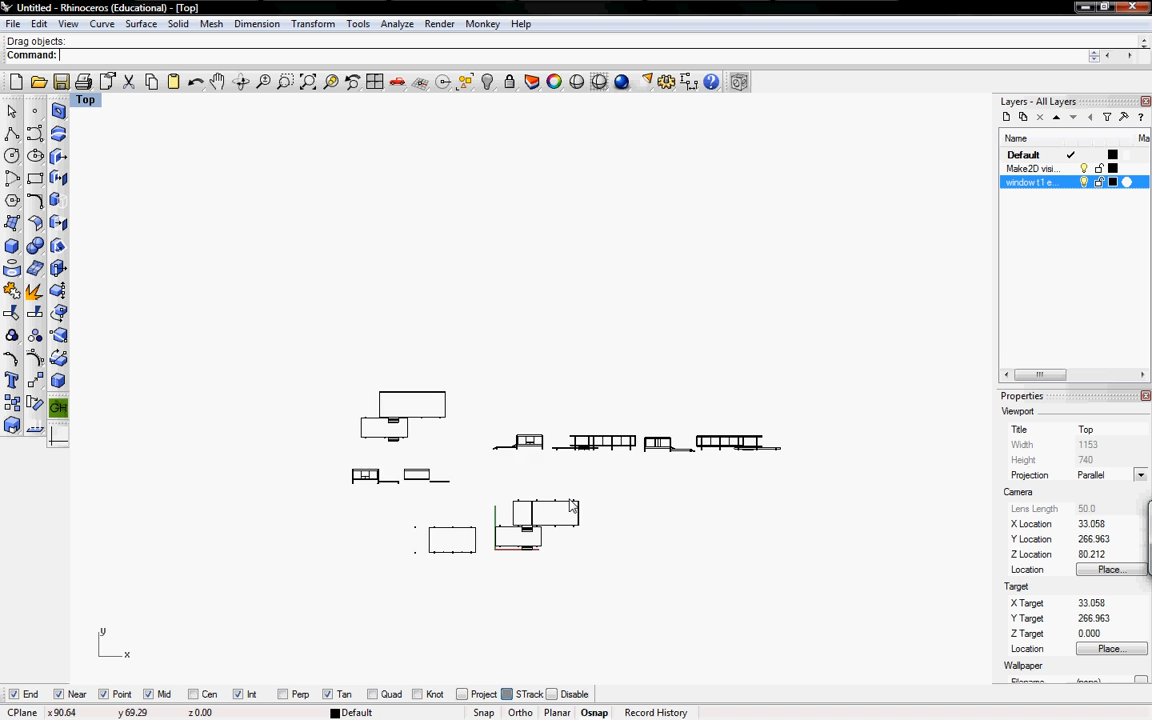 Untitled - Rhinoceros (Educational) - [Top]
File Edit View Curve Surface Solid Mesh Dimension Transform Tools Analyze Render Monkey Help
Drag objects:
Command:
Top
Layers - All Layers
?
Name Ma
Default
Make2D visi...
window t1 e...
GH
Properties
Viewport
Title Top
Width 1153
Height 740
Projection Parallel
Camera
Lens Length 50.0
X Location 33.058
Y Location 266.963
Z Location 80.212
Location Place...
Target
X Target 33.058
Y Target 266.963
Z Target 0.000
Location Place...
Wallpaper
y
x
End Near Point Mid Cen Int Perp Tan Quad Knot Project STrack Disable
CPlane x 90.64 y 69.29 z 0.00 Default Snap Ortho Planar Osnap Record History